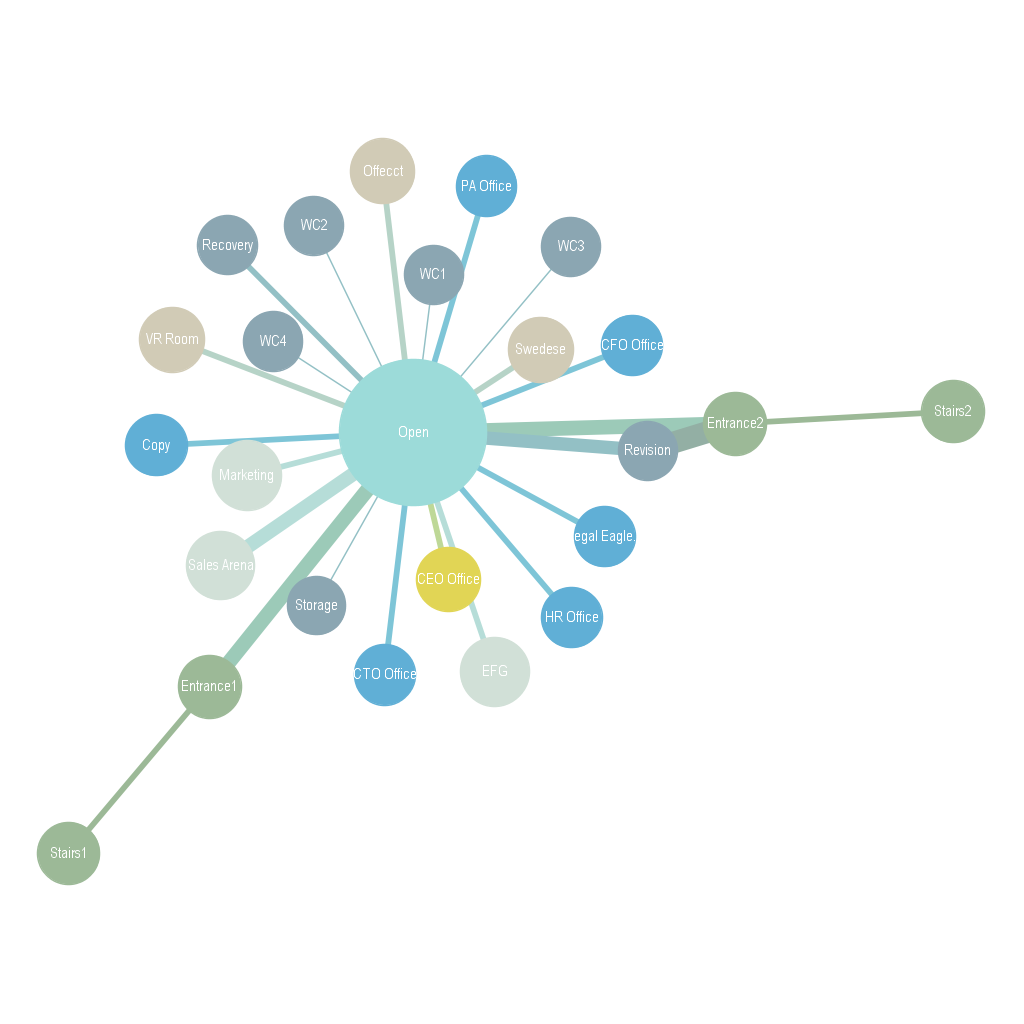 Offecct
PA Office
WC2
Recovery
WC3
WC1
VR Room
WC4
Swedese
CFO Office
Stairs2
Entrance2
Open
Copy
Revision
Marketing
egal Eagle.
Sales Arena
CEO Office
Storage
HR Office
EFG
CTO Office
Entrance1
Stairs1